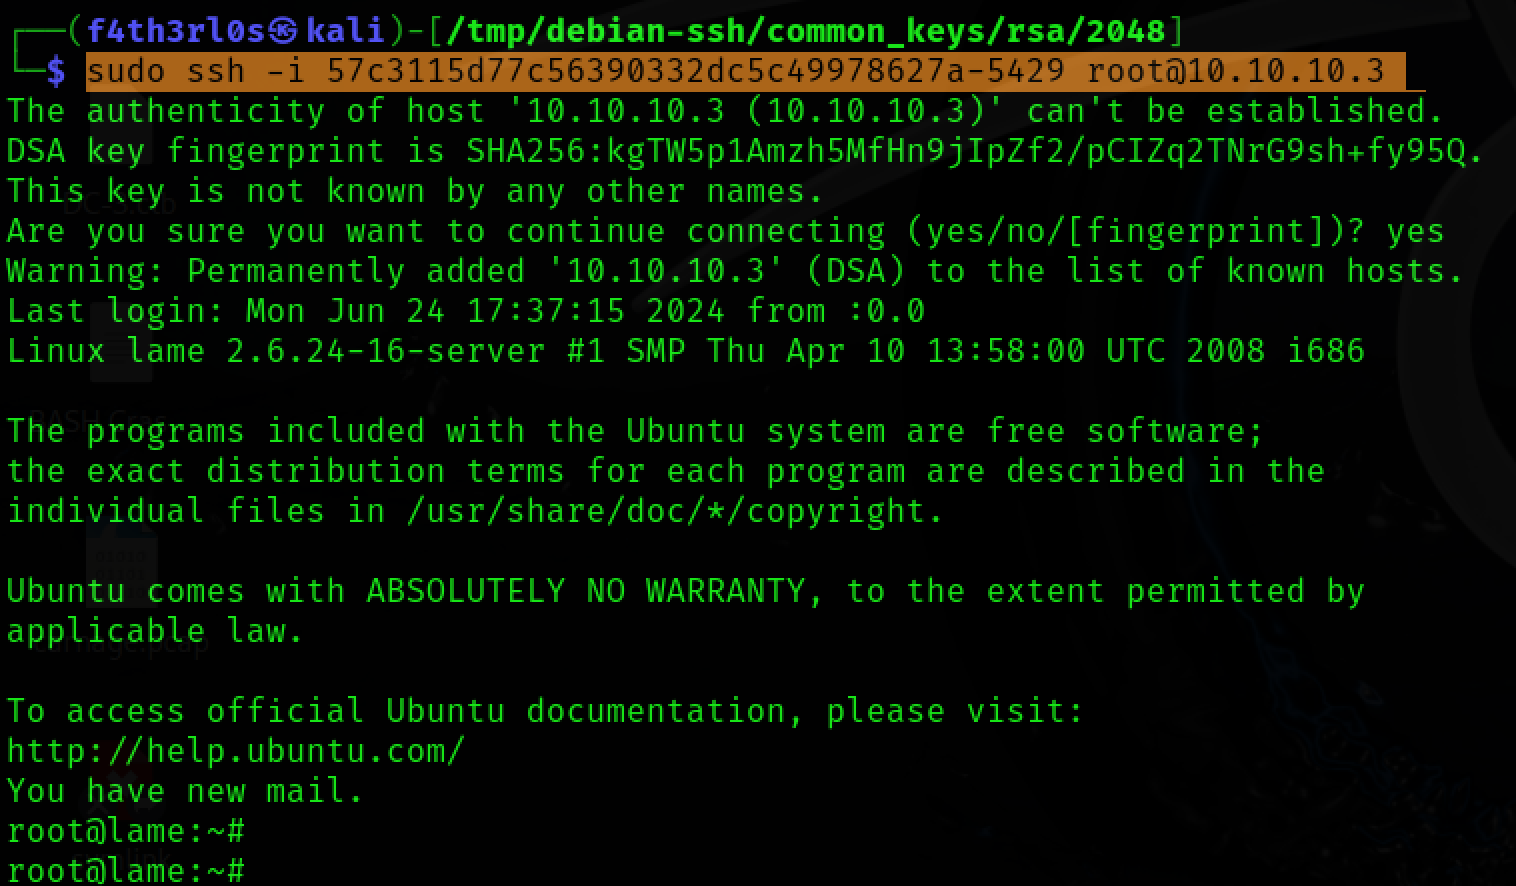 ┌──(f4th3rl0s㉿kali)-[/tmp/debian-ssh/common_keys/rsa/2048]
└─$ sudo ssh -i 57c3115d77c56390332dc5c49978627a-5429 root@10.10.10.3
The authenticity of host '10.10.10.3 (10.10.10.3)' can't be established.
DSA key fingerprint is SHA256:kgTW5p1Amzh5MfHn9jIpZf2/pCIZq2TNrG9sh+fy95Q.
This key is not known by any other names.
Are you sure you want to continue connecting (yes/no/[fingerprint])? yes
Warning: Permanently added '10.10.10.3' (DSA) to the list of known hosts.
Last login: Mon Jun 24 17:37:15 2024 from :0.0
Linux lame 2.6.24-16-server #1 SMP Thu Apr 10 13:58:00 UTC 2008 i686

The programs included with the Ubuntu system are free software;
the exact distribution terms for each program are described in the
individual files in /usr/share/doc/*/copyright.

Ubuntu comes with ABSOLUTELY NO WARRANTY, to the extent permitted by
applicable law.

To access official Ubuntu documentation, please visit:
http://help.ubuntu.com/
You have new mail.
root@lame:~#
root@lame:~#